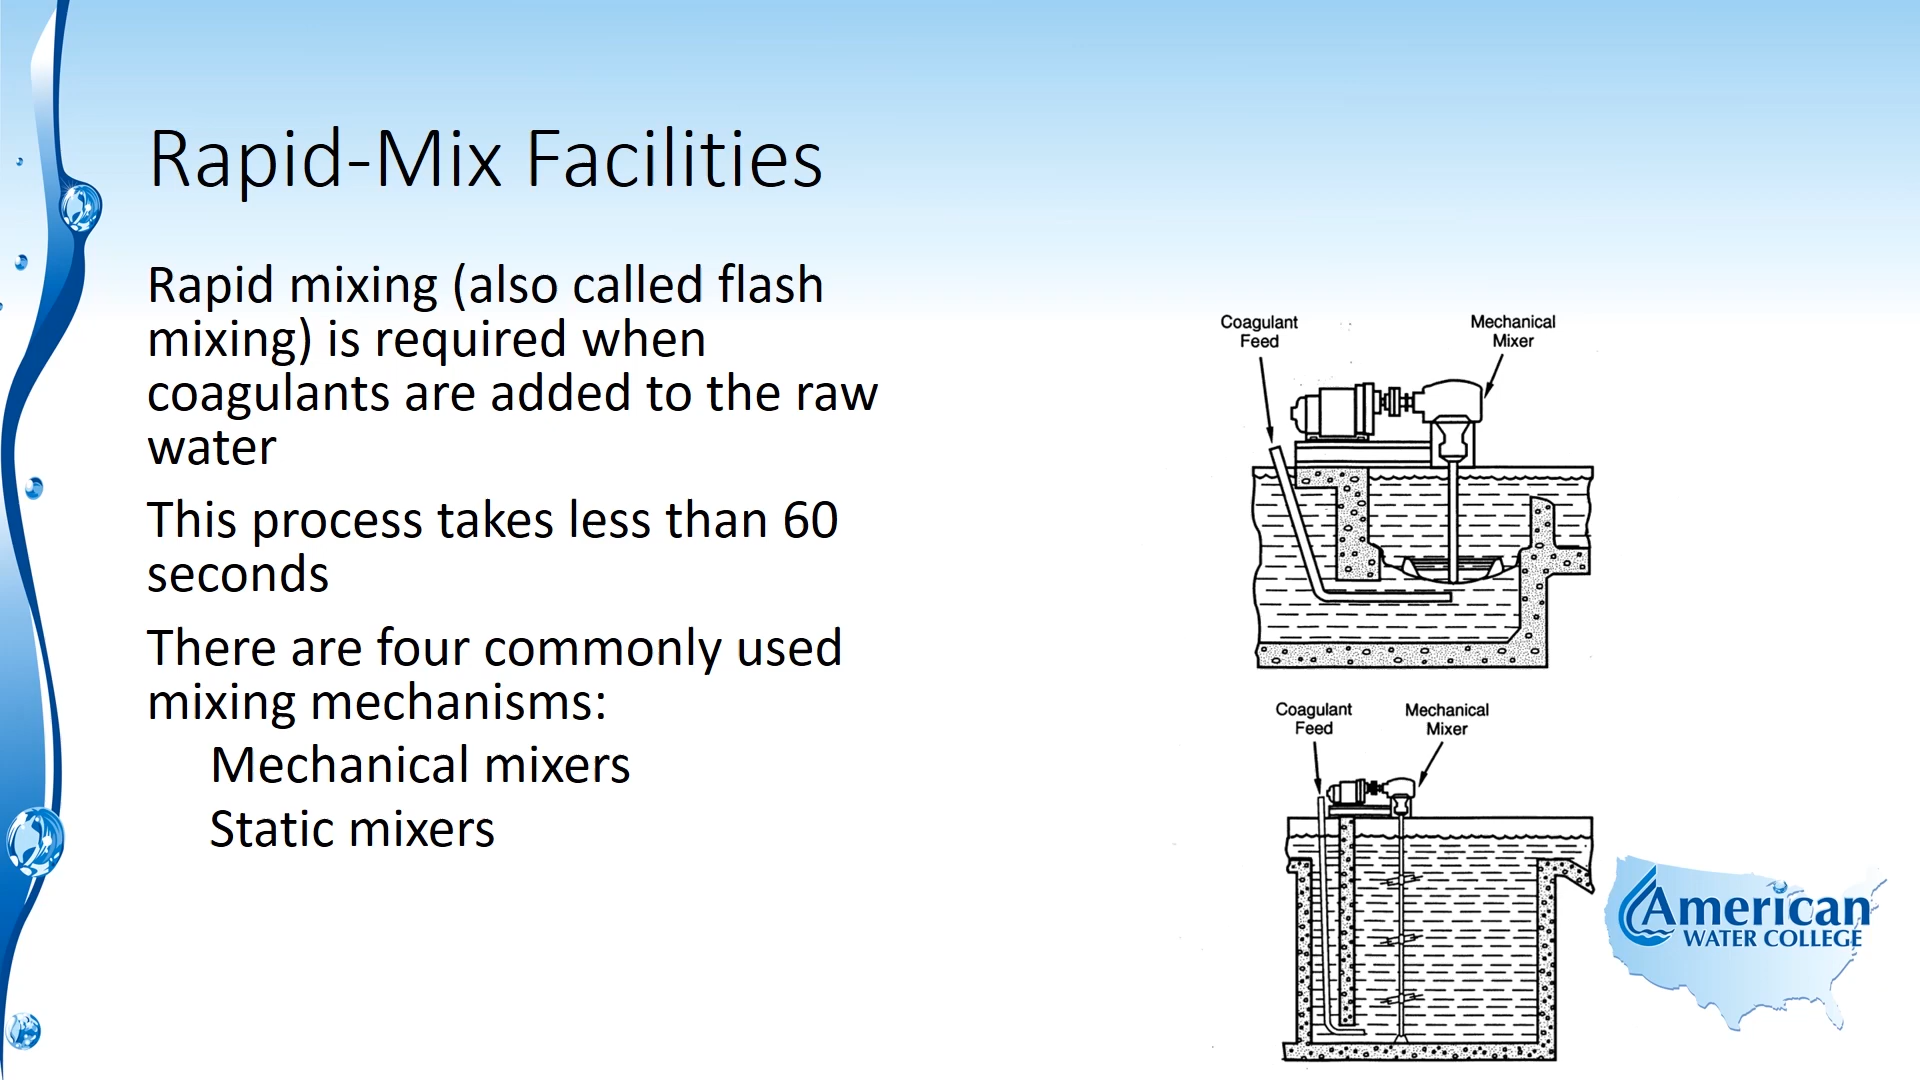 Rapid-Mix Facilities
Rapid mixing (also called flash
mixing) is required when
coagulants are added to the raw
water
This process takes less than 60
seconds
There are four commonly used
mixing mechanisms:
Mechanical mixers
Static mixers
Coagulant
Feed
Mechanical
Mixer
Coagulant
Feed
Mechanical
Mixer
American
WATER COLLEGE